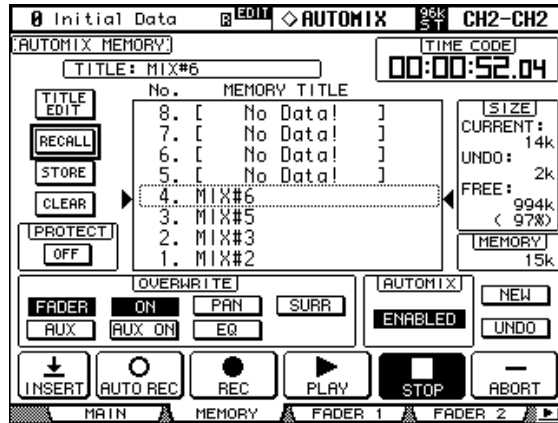 0 Initial Data EDIT AUTOMIX 96k ST CH2-CH2
AUTOMIX MEMORY
TIME CODE
TITLE: MIX#6
00:00:52.04
No. MEMORY TITLE
TITLE EDIT
RECALL
STORE
CLEAR
PROTECT
OFF
8. [ No Data! ]
7. [ No Data! ]
6. [ No Data! ]
5. [ No Data! ]
4. MIX#6
3. MIX#5
2. MIX#3
1. MIX#2
SIZE
CURRENT:
14k
UNDO:
2k
FREE:
994k
( 97%)
MEMORY
15k
OVERWRITE
FADER ON PAN SURR
AUX AUX ON EQ
AUTOMIX
ENABLED
NEW
UNDO
INSERT AUTO REC REC PLAY STOP ABORT
MAIN MEMORY FADER 1 FADER 2